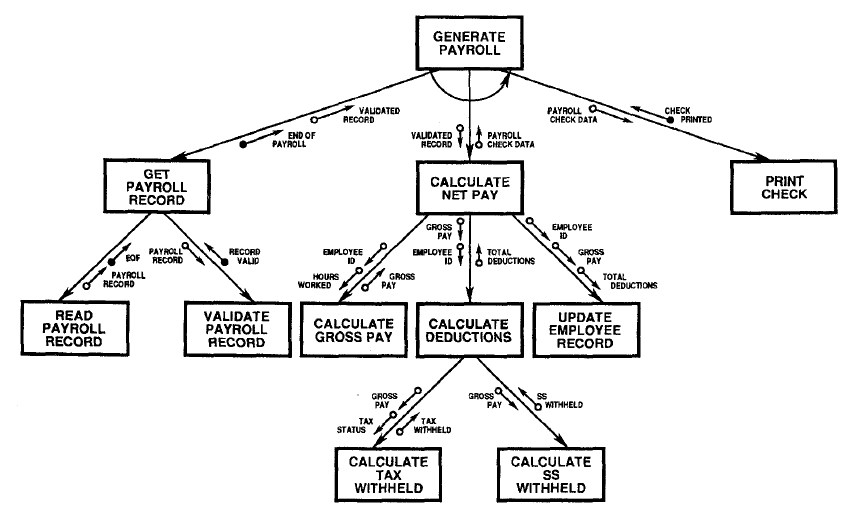 GENERATE
PAYROLL
VALIDATED
RECORD
END OF
PAYROLL
VALIDATED
RECORD
PAYROLL
CHECK DATA
PAYROLL
CHECK DATA
CHECK
PRINTED
GET
PAYROLL
RECORD
CALCULATE
NET PAY
PRINT
CHECK
EOF
PAYROLL
RECORD
PAYROLL
RECORD
RECORD
VALID
EMPLOYEE
ID
HOURS
WORKED
GROSS
PAY
GROSS
PAY
EMPLOYEE
ID
TOTAL
DEDUCTIONS
EMPLOYEE
ID
GROSS
PAY
TOTAL
DEDUCTIONS
READ
PAYROLL
RECORD
VALIDATE
PAYROLL
RECORD
CALCULATE
GROSS PAY
CALCULATE
DEDUCTIONS
UPDATE
EMPLOYEE
RECORD
GROSS
PAY
TAX
STATUS
TAX
WITHHELD
GROSS
PAY
SS
WITHHELD
CALCULATE
TAX
WITHHELD
CALCULATE
SS
WITHHELD